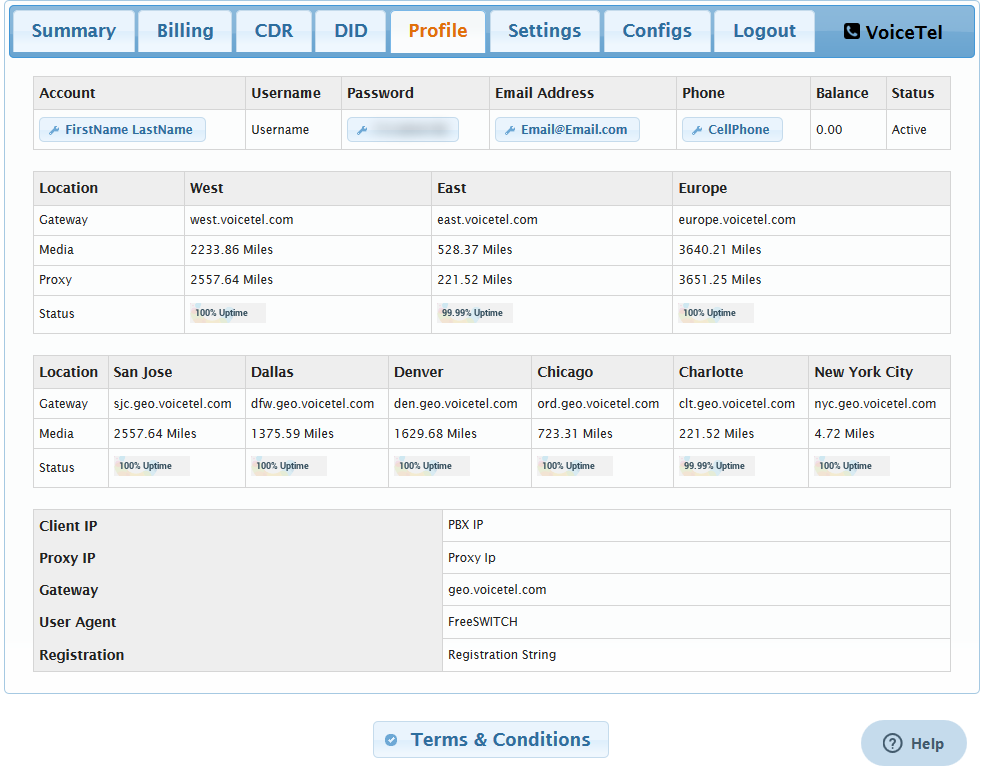 Summary Billing CDR DID Profile Settings Configs Logout VoiceTel
Account Username Password Email Address Phone Balance Status
FirstName LastName Username Email@Email.com CellPhone 0.00 Active
Location West East Europe
Gateway west.voicetel.com east.voicetel.com europe.voicetel.com
Media 2233.86 Miles 528.37 Miles 3640.21 Miles
Proxy 2557.64 Miles 221.52 Miles 3651.25 Miles
Status 100% Uptime 99.99% Uptime 100% Uptime
Location San Jose Dallas Denver Chicago Charlotte New York City
Gateway sjc.geo.voicetel.com dfw.geo.voicetel.com den.geo.voicetel.com ord.geo.voicetel.com clt.geo.voicetel.com nyc.geo.voicetel.com
Media 2557.64 Miles 1375.59 Miles 1629.68 Miles 723.31 Miles 221.52 Miles 4.72 Miles
Status 100% Uptime 100% Uptime 100% Uptime 100% Uptime 99.99% Uptime 100% Uptime
Client IP PBX IP
Proxy IP Proxy Ip
Gateway geo.voicetel.com
User Agent FreeSWITCH
Registration Registration String
Terms & Conditions
Help